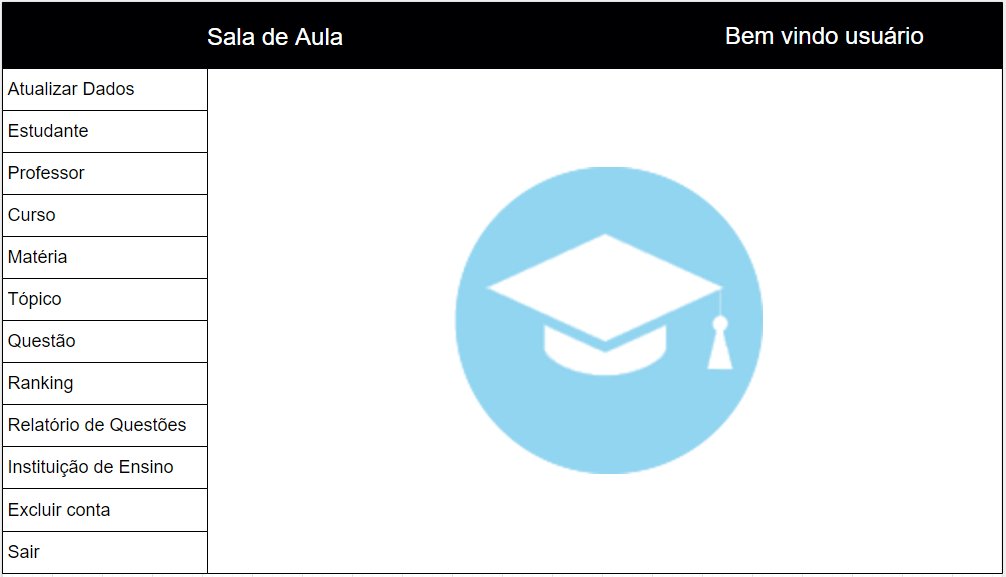 Sala de Aula
Bem vindo usuário
Atualizar Dados
Estudante
Professor
Curso
Matéria
Tópico
Questão
Ranking
Relatório de Questões
Instituição de Ensino
Excluir conta
Sair